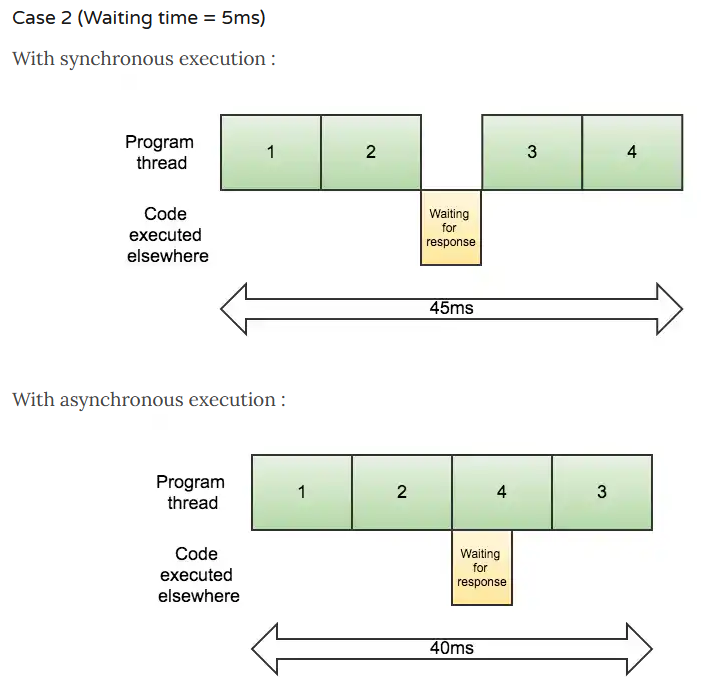 Case 2 (Waiting time = 5ms)
With synchronous execution :
Program
thread
1
2
3
4
Code
executed
elsewhere
Waiting
for
response
45ms
With asynchronous execution :
Program
thread
1
2
4
3
Code
executed
elsewhere
Waiting
for
response
40ms